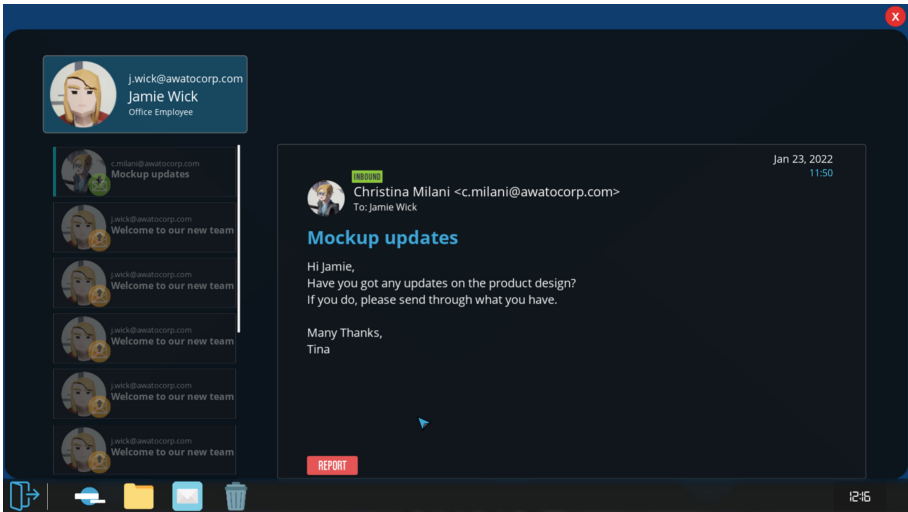 X
j.wick@awatocorp.com
Jamie Wick
Office Employee
c.milani@awatocorp.com
Mockup updates
j.wick@awatocorp.com
Welcome to our new team
j.wick@awatocorp.com
Welcome to our new team
j.wick@awatocorp.com
Welcome to our new team
j.wick@awatocorp.com
Welcome to our new team
j.wick@awatocorp.com
Welcome to our new team
Jan 23, 2022
11:50
INBOUND
Christina Milani <c.milani@awatocorp.com>
To: Jamie Wick
Mockup updates
Hi Jamie,
Have you got any updates on the product design?
If you do, please send through what you have.
Many Thanks,
Tina
REPORT
12:16